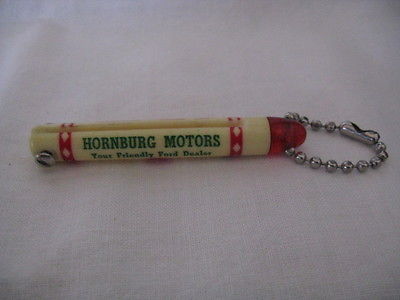 HORNBURG MOTORS
Your Friendly Ford Dealer